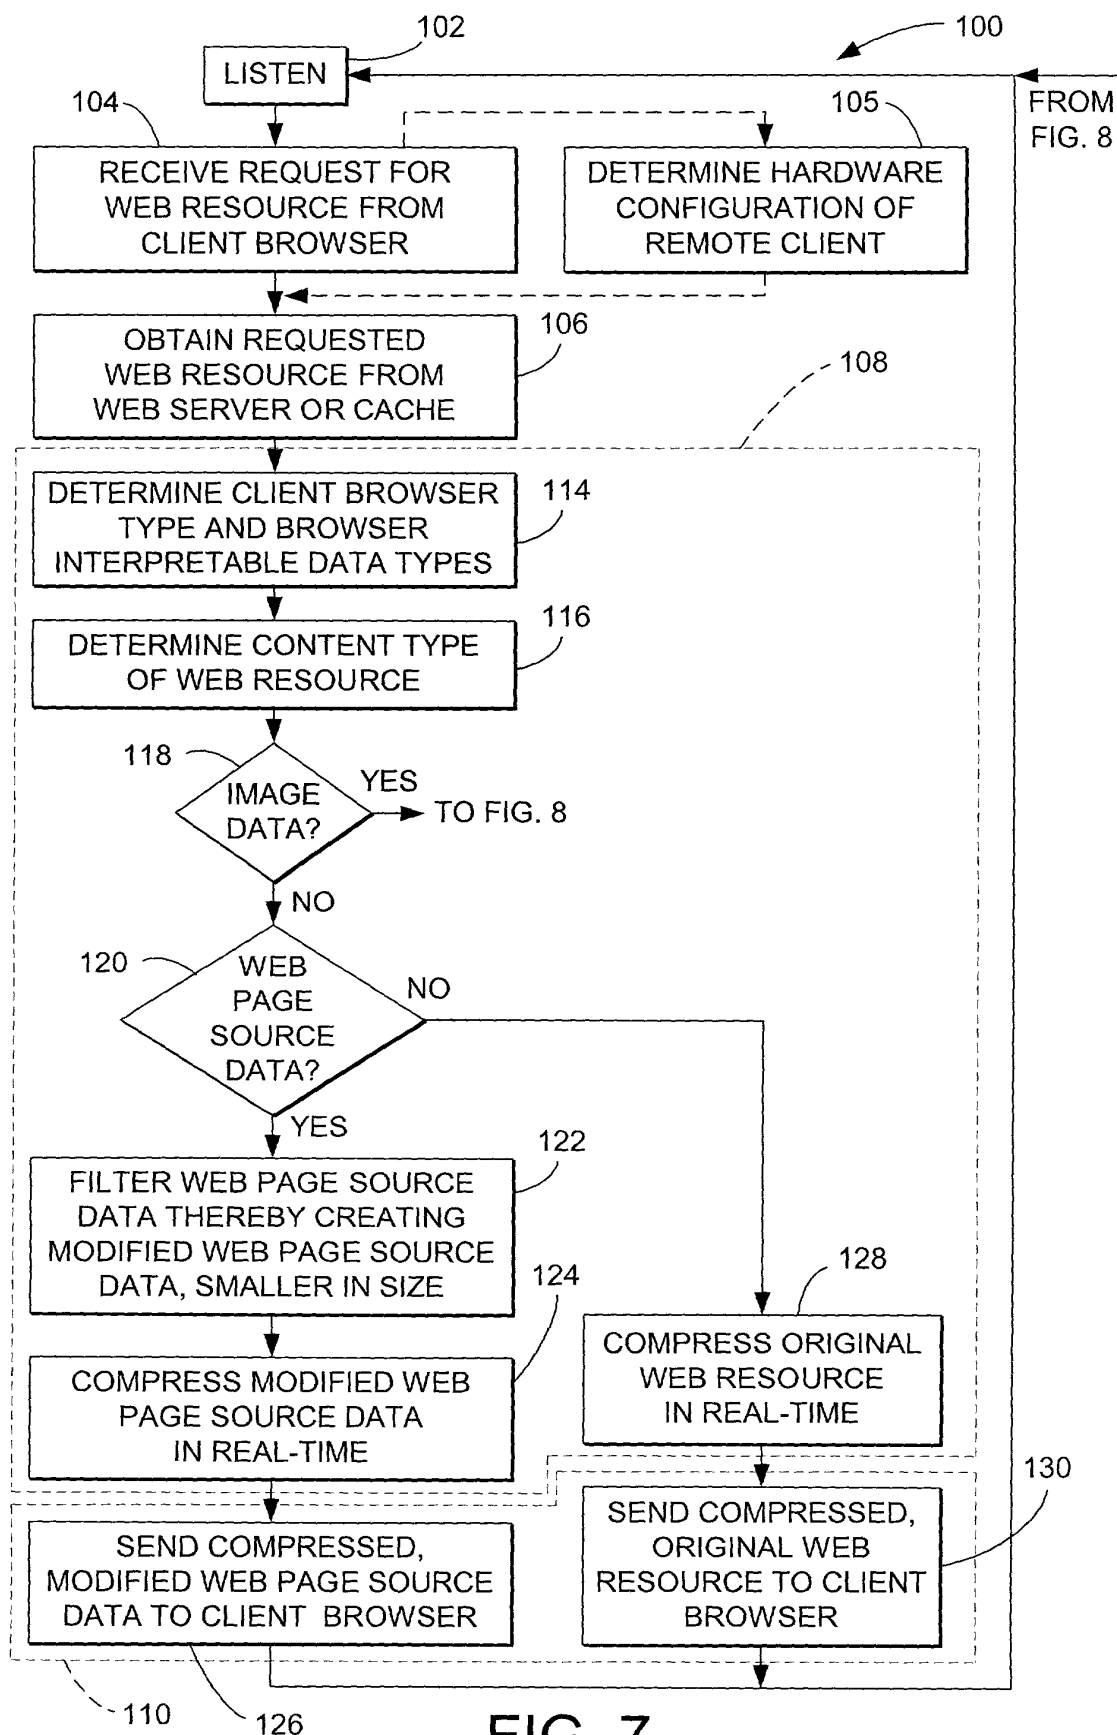 102
100
LISTEN
104
105
FROM
FIG. 8
RECEIVE REQUEST FOR
WEB RESOURCE FROM
CLIENT BROWSER
DETERMINE HARDWARE
CONFIGURATION OF
REMOTE CLIENT
106
OBTAIN REQUESTED
WEB RESOURCE FROM
WEB SERVER OR CACHE
108
DETERMINE CLIENT BROWSER
TYPE AND BROWSER
INTERPRETABLE DATA TYPES
114
116
DETERMINE CONTENT TYPE
OF WEB RESOURCE
118
IMAGE
DATA?
YES
TO FIG. 8
NO
120
WEB
PAGE
SOURCE
DATA?
NO
YES
122
FILTER WEB PAGE SOURCE
DATA THEREBY CREATING
MODIFIED WEB PAGE SOURCE
DATA, SMALLER IN SIZE
124
128
COMPRESS MODIFIED WEB
PAGE SOURCE DATA
IN REAL-TIME
COMPRESS ORIGINAL
WEB RESOURCE
IN REAL-TIME
130
SEND COMPRESSED,
MODIFIED WEB PAGE SOURCE
DATA TO CLIENT BROWSER
SEND COMPRESSED,
ORIGINAL WEB
RESOURCE TO CLIENT
BROWSER
110
126
FIG. 7